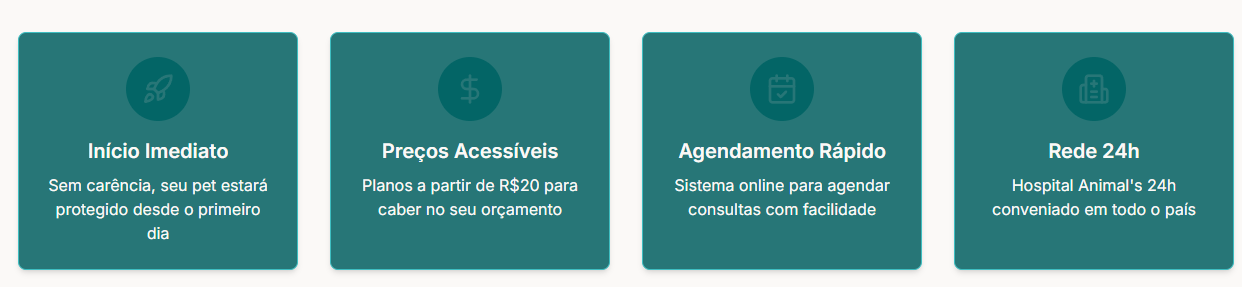 Início Imediato
Sem carência, seu pet estará
protegido desde o primeiro
dia
Preços Acessíveis
Planos a partir de R$20 para
caber no seu orçamento
Agendamento Rápido
Sistema online para agendar
consultas com facilidade
Rede 24h
Hospital Animal's 24h
conveniado em todo o país